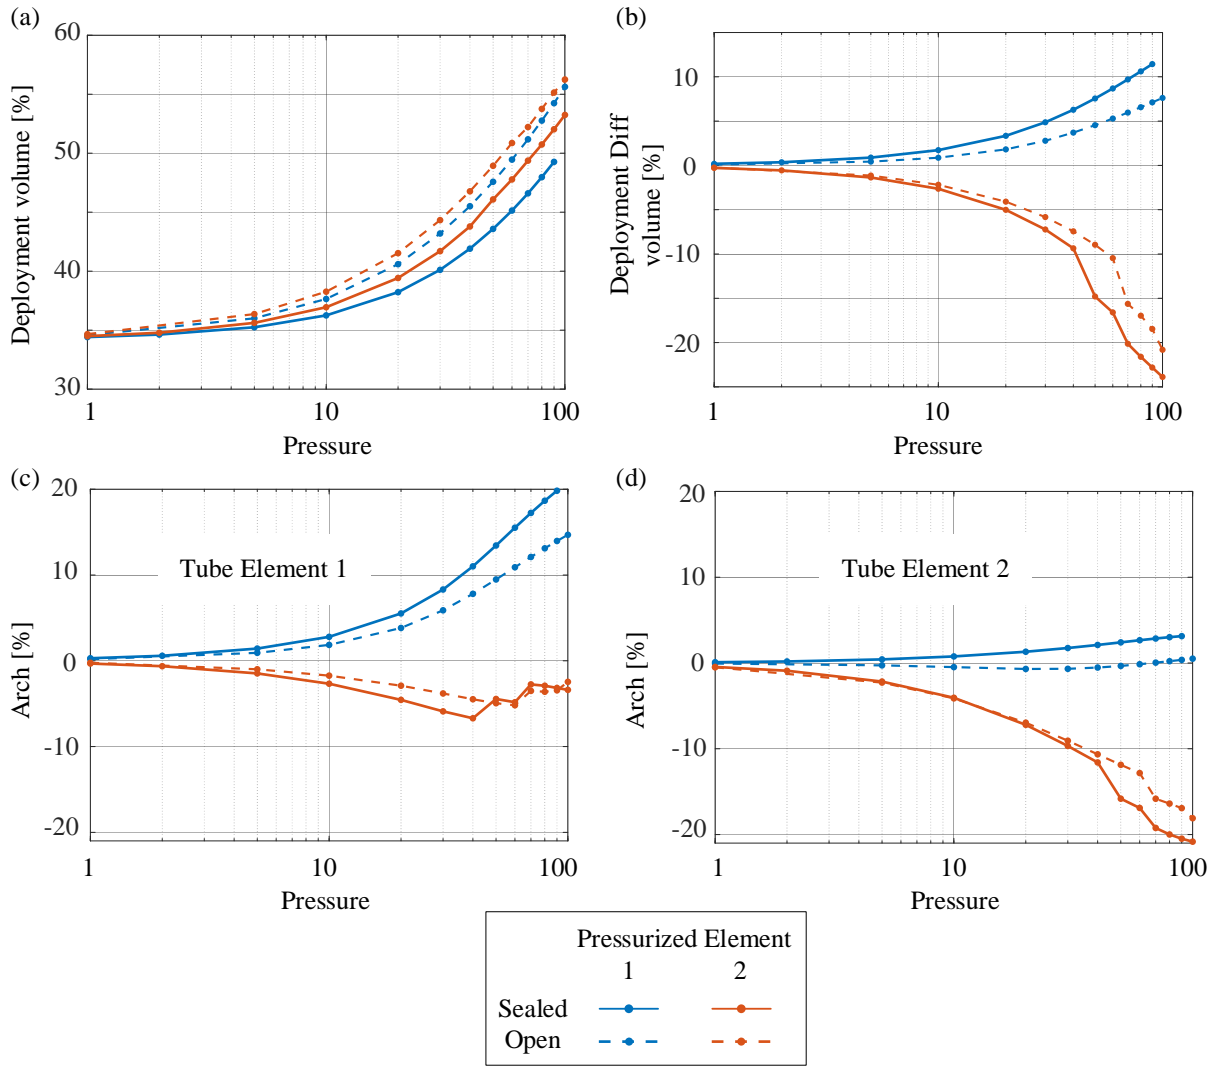 (a)
60
50
40
30
Deployment volume [%]
1
10
100
Pressure
(b)
10
0
-10
-20
Deployment Diff
volume [%]
1
10
100
Pressure
(c)
20
10
0
-10
-20
Arch [%]
Tube Element 1
1
10
100
Pressure
(d)
20
10
0
-10
-20
Arch [%]
Tube Element 2
1
10
100
Pressure
Pressurized Element
1 2
Sealed
Open